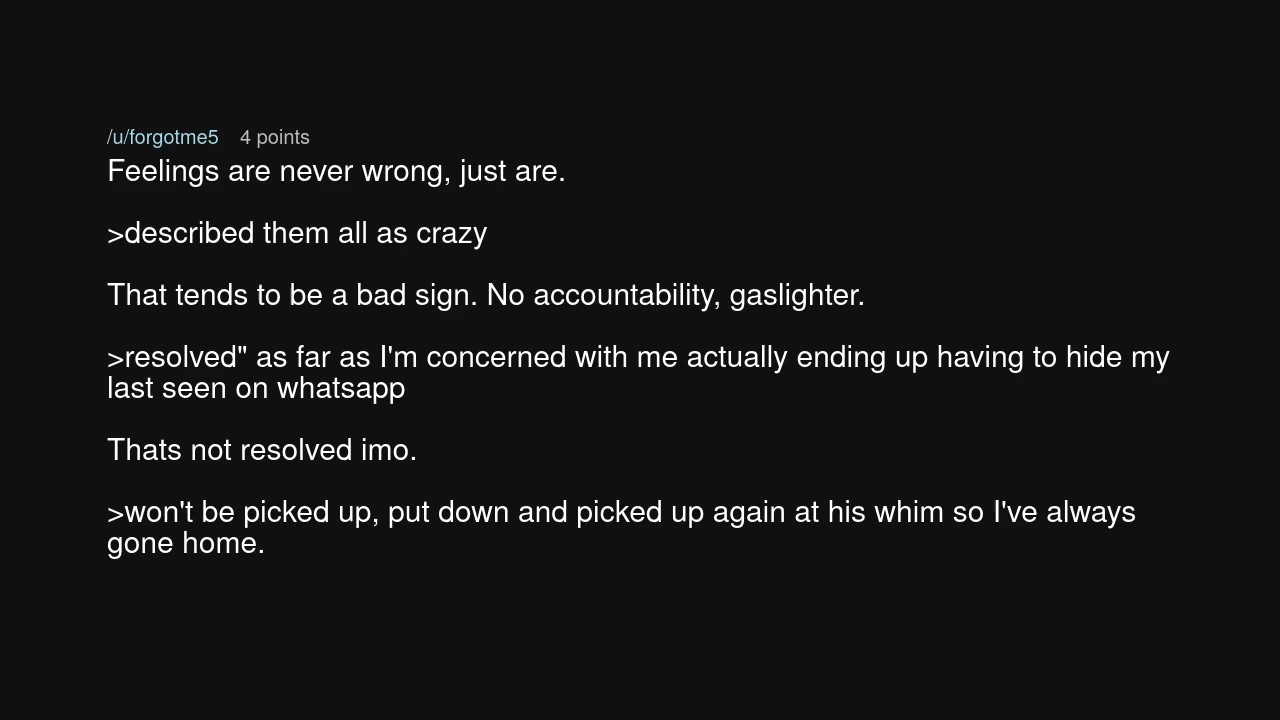 /u/forgotme5 4 points
Feelings are never wrong, just are.
>described them all as crazy
That tends to be a bad sign. No accountability, gaslighter.
>resolved" as far as I'm concerned with me actually ending up having to hide my
last seen on whatsapp
Thats not resolved imo.
>won't be picked up, put down and picked up again at his whim so I've always
gone home.